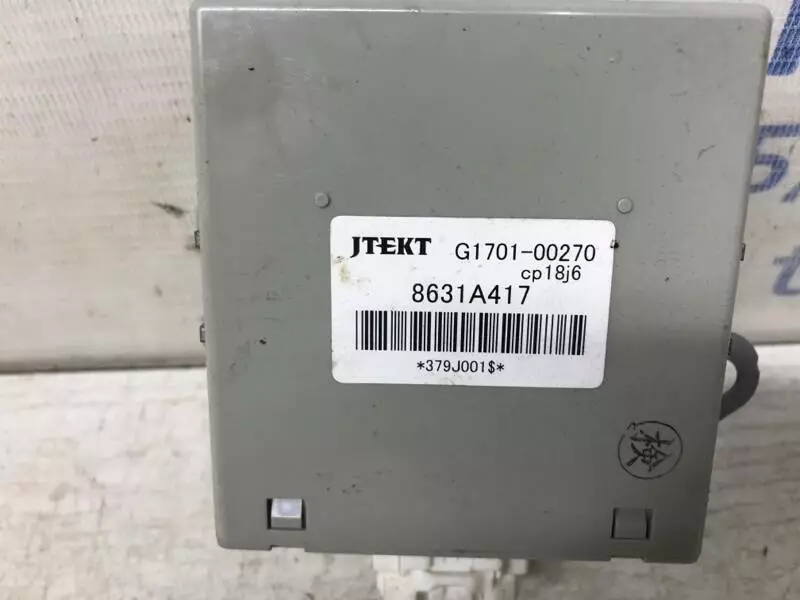 JTEKT G1701-00270
cp18j6
8631A417
*379J001$*
検